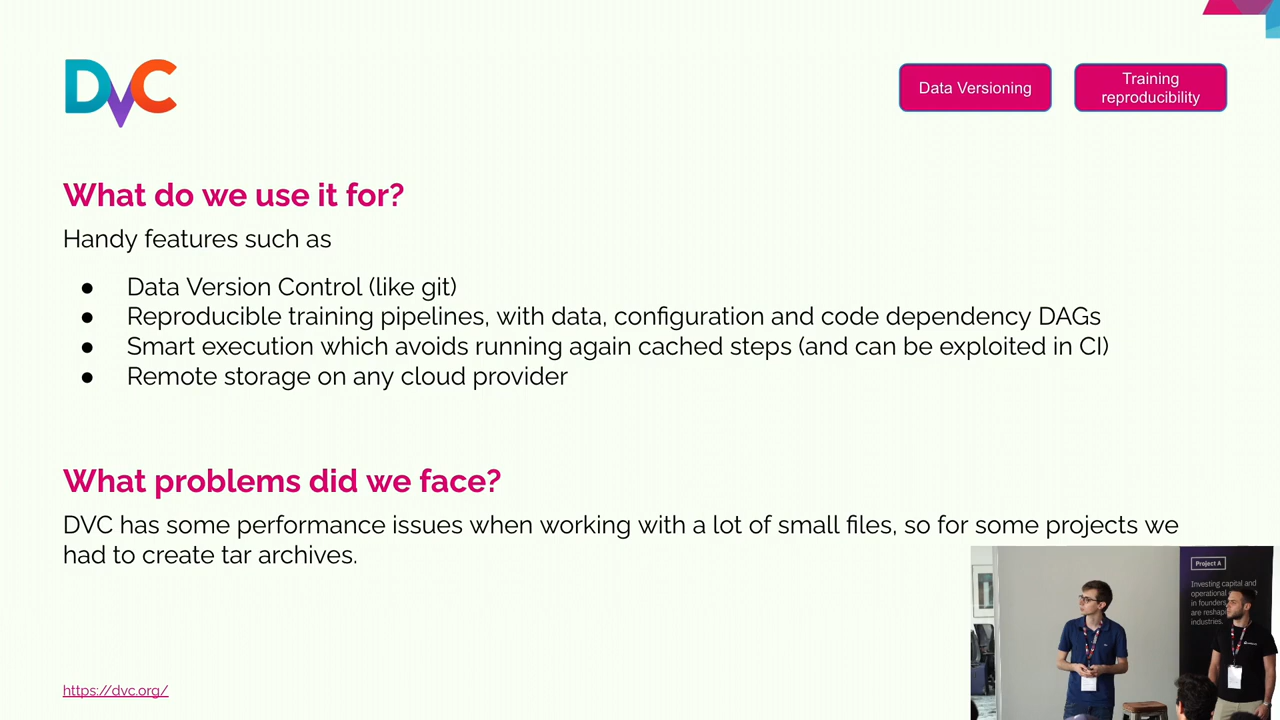 DVC
Data Versioning
Training
reproducibility
What do we use it for?
Handy features such as
● Data Version Control (like git)
● Reproducible training pipelines, with data, configuration and code dependency DAGs
● Smart execution which avoids running again cached steps (and can be exploited in CI)
● Remote storage on any cloud provider
What problems did we face?
DVC has some performance issues when working with a lot of small files, so for some projects we
had to create tar archives.
https://dvc.org/
Project A
Investing capital and
operational
in founders
are reshap
industries.